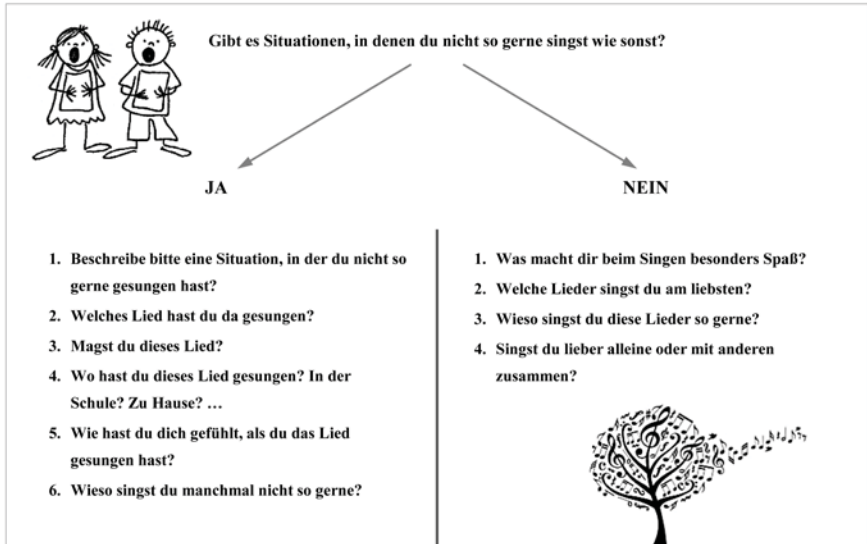 Gibt es Situationen, in denen du nicht so gerne singst wie sonst?
JA
1. Beschreibe bitte eine Situation, in der du nicht so
gerne gesungen hast?
2. Welches Lied hast du da gesungen?
3. Magst du dieses Lied?
4. Wo hast du dieses Lied gesungen? In der
Schule? Zu Hause? …
5. Wie hast du dich gefühlt, als du das Lied
gesungen hast?
6. Wieso singst du manchmal nicht so gerne?
NEIN
1. Was macht dir beim Singen besonders Spaß?
2. Welche Lieder singst du am liebsten?
3. Wieso singst du diese Lieder so gerne?
4. Singst du lieber alleine oder mit anderen
zusammen?